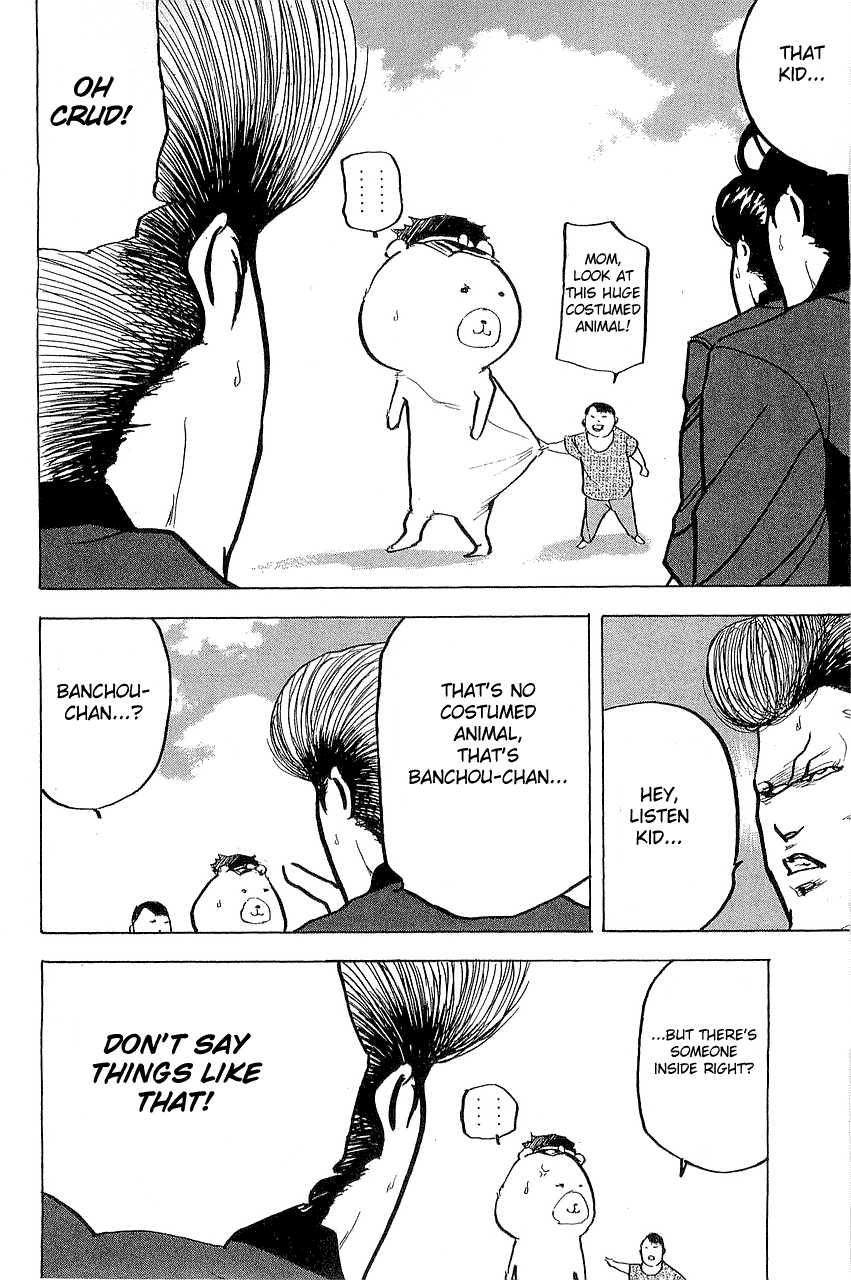 THAT
KID...
MOM,
LOOK AT
THIS HUGE
COSTUMED
ANIMAL!
......
OH
CRUD!
HEY,
LISTEN
KID...
THAT'S NO
COSTUMED
ANIMAL,
THAT'S
BANCHOU-CHAN...
BANCHOU-
CHAN...?
...BUT THERE'S
SOMEONE
INSIDE RIGHT?
......
DON'T SAY
THINGS LIKE
THAT!